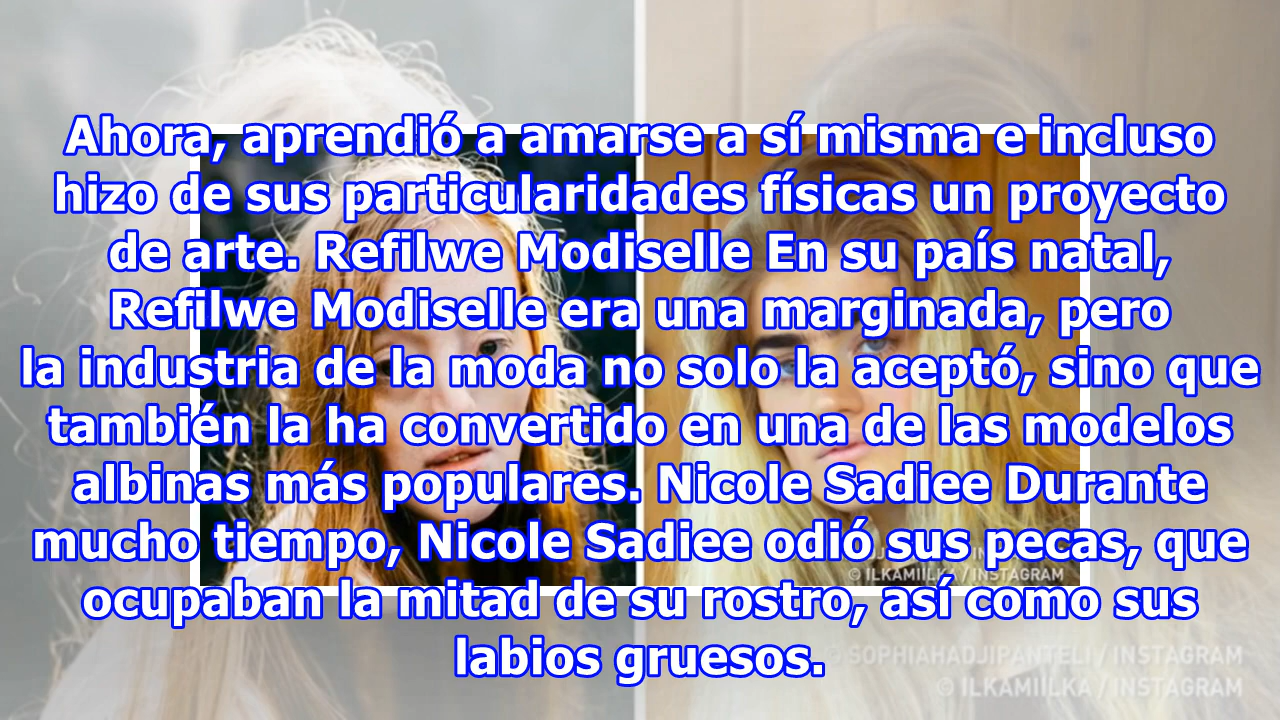 Ahora, aprendió a amarse a sí misma e incluso
hizo de sus particularidades físicas un proyecto
de arte. Refilwe Modiselle En su país natal,
Refilwe Modiselle era una marginada, pero
la industria de la moda no solo la aceptó, sino que
también la ha convertido en una de las modelos
albinas más populares. Nicole Sadiee Durante
mucho tiempo, Nicole Sadiee odió sus pecas, que
ocupaban la mitad de su rostro, así como sus
labios gruesos.
© ILKAMIILKA / INSTAGRAM
© SOPHIAHADJIPANTELI / INSTAGRAM
© ILKAMIILKA / INSTAGRAM